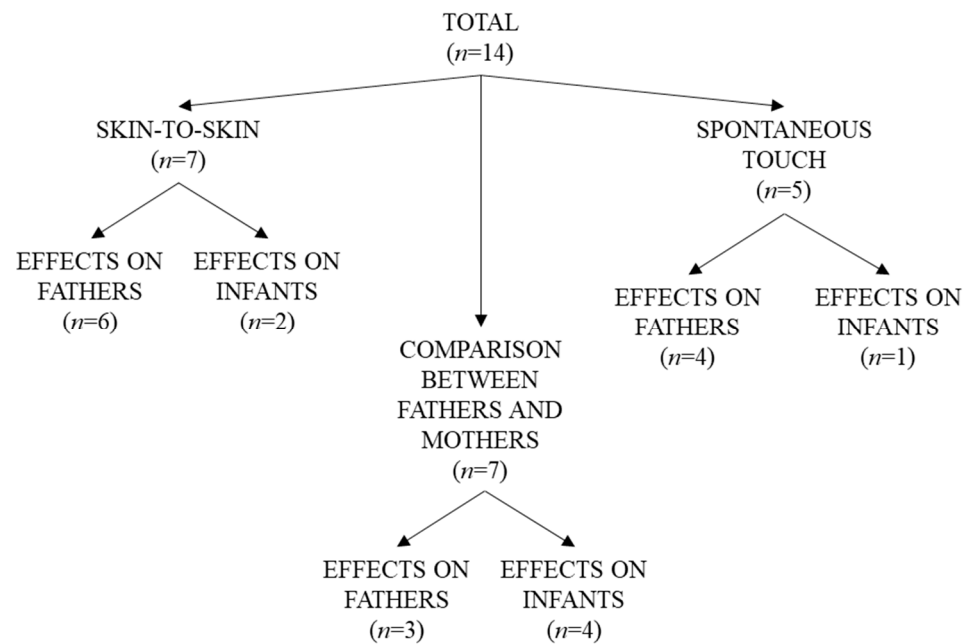 TOTAL
(n=14)
SKIN-TO-SKIN
(n=7)
EFFECTS ON
FATHERS
(n=6)
EFFECTS ON
INFANTS
(n=2)
COMPARISON
BETWEEN
FATHERS AND
MOTHERS
(n=7)
EFFECTS ON
FATHERS
(n=3)
EFFECTS ON
INFANTS
(n=4)
SPONTANEOUS
TOUCH
(n=5)
EFFECTS ON
FATHERS
(n=4)
EFFECTS ON
INFANTS
(n=1)